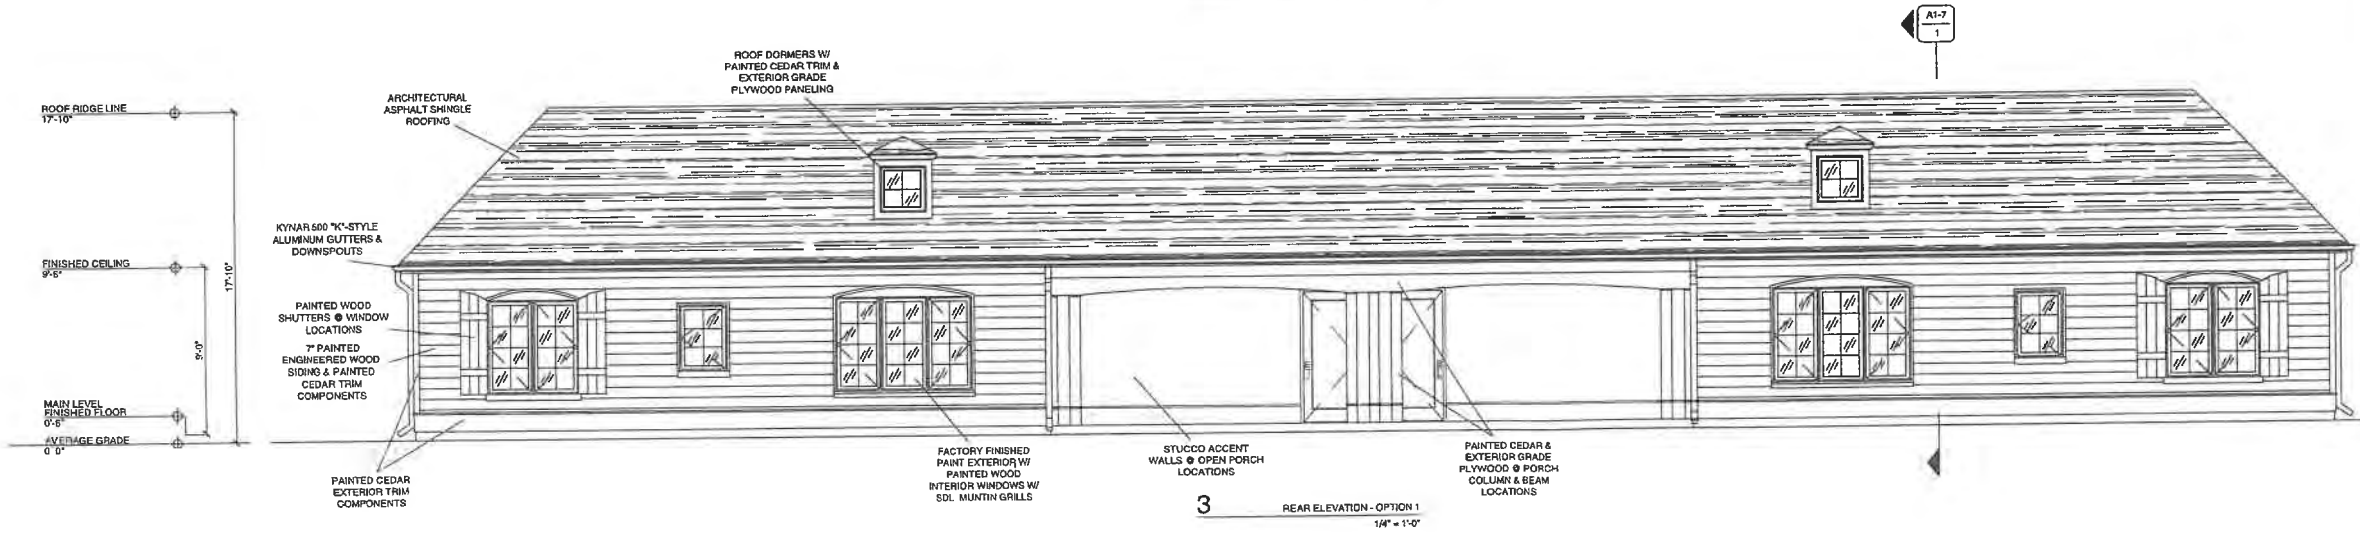 A1-7
1
ROOF DORMERS W/
PAINTED CEDAR TRIM &
EXTERIOR GRADE
PLYWOOD PANELING
ARCHITECTURAL
ASPHALT SHINGLE
ROOFING
ROOF RIDGE LINE
17'-10"
KYNAR 500 "K"-STYLE
ALUMINUM GUTTERS &
DOWNSPOUTS
FINISHED CEILING
9'-6"
17'-10"
PAINTED WOOD
SHUTTERS @ WINDOW
LOCATIONS
7" PAINTED
ENGINEERED WOOD
SIDING & PAINTED
CEDAR TRIM
COMPONENTS
9'-0"
MAIN LEVEL
FINISHED FLOOR
0'-6"
AVERAGE GRADE
0'-0"
PAINTED CEDAR
EXTERIOR TRIM
COMPONENTS
FACTORY FINISHED
PAINT EXTERIOR W/
PAINTED WOOD
INTERIOR WINDOWS W/
SDL MUNTIN GRILLS
STUCCO ACCENT
WALLS @ OPEN PORCH
LOCATIONS
PAINTED CEDAR &
EXTERIOR GRADE
PLYWOOD @ PORCH
COLUMN & BEAM
LOCATIONS
3
REAR ELEVATION - OPTION 1
1/4" = 1'-0"